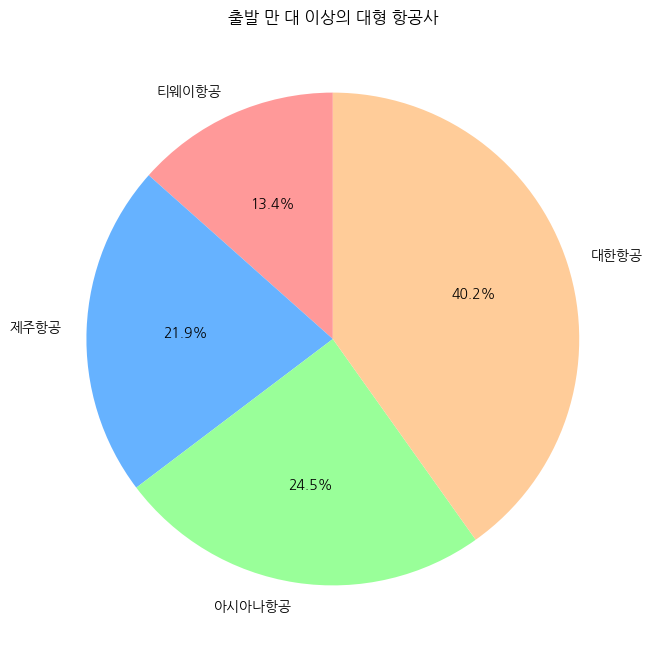 출발 만 대 이상의 대형 항공사
티웨이항공
13.4%
대한항공
40.2%
제주항공
21.9%
24.5%
아시아나항공